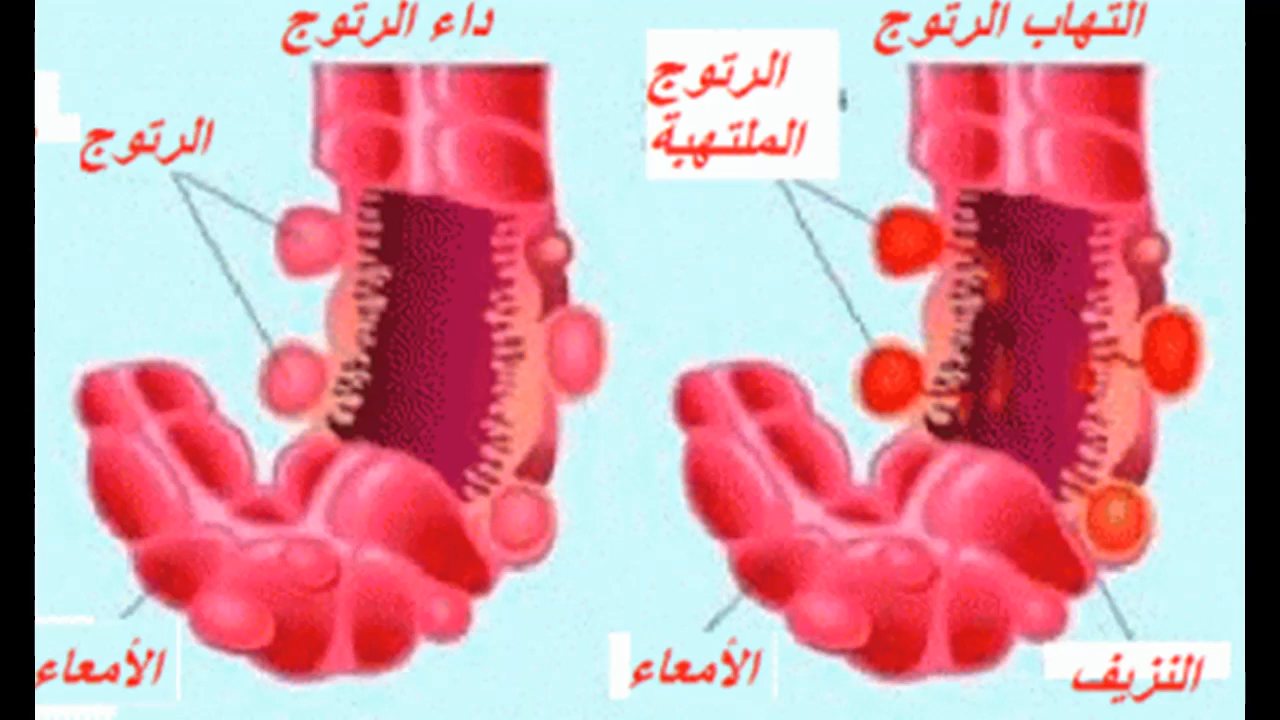 التهاب الرتوج
داء الرتوج
الرتوج
الملتهبة
الرتوج
الأمعاء
الأمعاء
النزيف